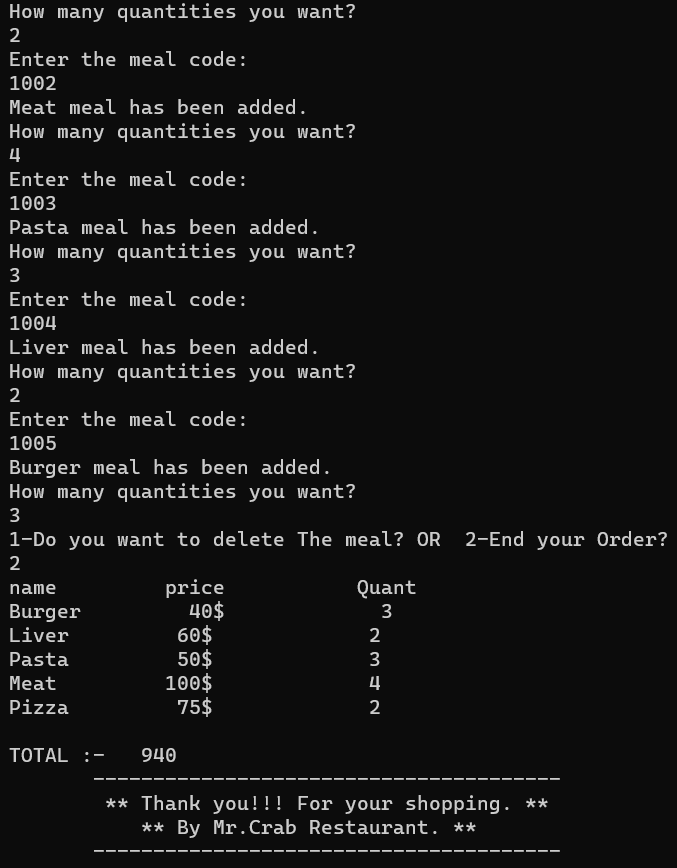 How many quantities you want?
2
Enter the meal code:
1002
Meat meal has been added.
How many quantities you want?
4
Enter the meal code:
1003
Pasta meal has been added.
How many quantities you want?
3
Enter the meal code:
1004
Liver meal has been added.
How many quantities you want?
2
Enter the meal code:
1005
Burger meal has been added.
How many quantities you want?
3
1-Do you want to delete The meal? OR  2-End your Order?
2
name         price           Quant
Burger         40$             3
Liver         60$             2
Pasta         50$             3
Meat         100$             4
Pizza         75$             2
TOTAL :-   940
---------------------------------------
** Thank you!!! For your shopping. **
** By Mr.Crab Restaurant. **
---------------------------------------